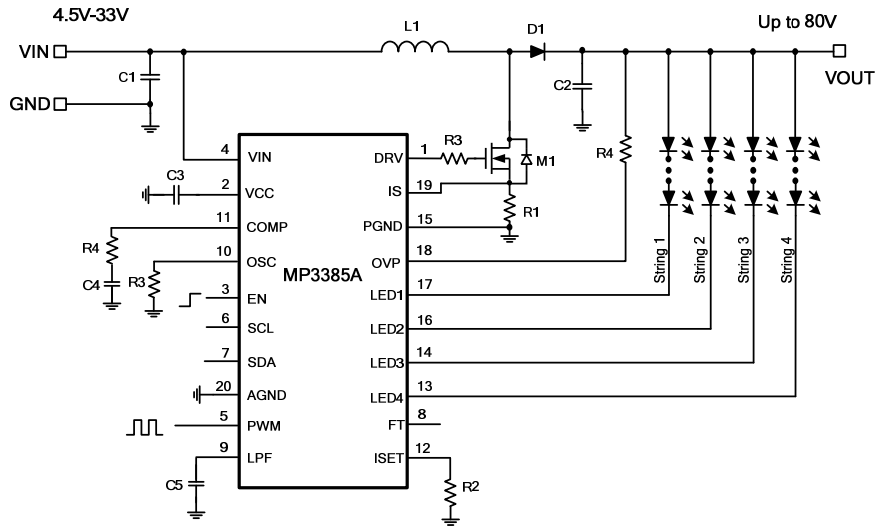 4.5V-33V
L1
D1
Up to 80V
VIN
VOUT
C1
C2
GND
4
VIN
DRV
1
R3
M1
R4
C3
2
VCC
IS
19
R1
11
COMP
PGND
15
R4
10
OSC
OVP
18
String 1
String 2
String 3
String 4
C4
R3
MP3385A
3
EN
LED1
17
6
SCL
LED2
16
7
SDA
LED3
14
20
AGND
LED4
13
5
PWM
FT
8
9
LPF
ISET
12
C5
R2